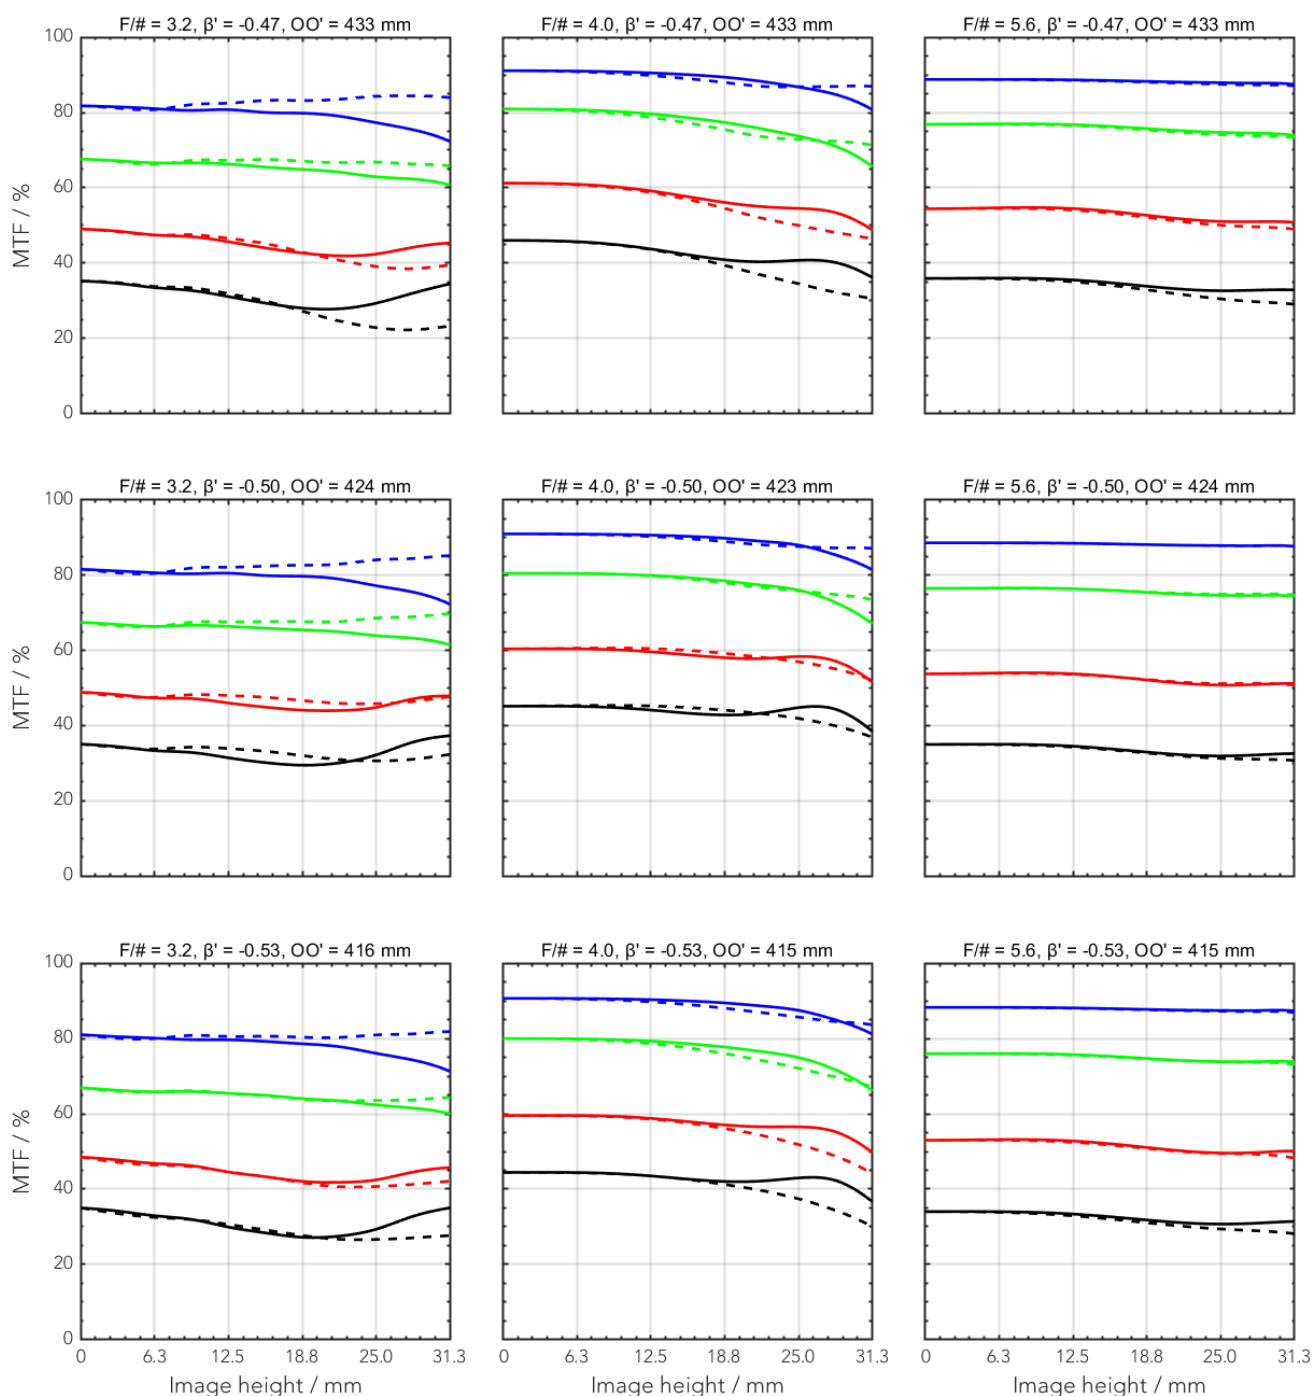 F/# = 3.2, β' = -0.47, OO' = 433 mm
F/# = 4.0, β' = -0.47, OO' = 433 mm
F/# = 5.6, β' = -0.47, OO' = 433 mm
100
80
60
40
20
0
MTF / %
F/# = 3.2, β' = -0.50, OO' = 424 mm
F/# = 4.0, β' = -0.50, OO' = 423 mm
F/# = 5.6, β' = -0.50, OO' = 424 mm
100
80
60
40
20
0
MTF / %
F/# = 3.2, β' = -0.53, OO' = 416 mm
F/# = 4.0, β' = -0.53, OO' = 415 mm
F/# = 5.6, β' = -0.53, OO' = 415 mm
100
80
60
40
20
0
MTF / %
0 6.3 12.5 18.8 25.0 31.3
0 6.3 12.5 18.8 25.0 31.3
0 6.3 12.5 18.8 25.0 31.3
Image height / mm
Image height / mm
Image height / mm